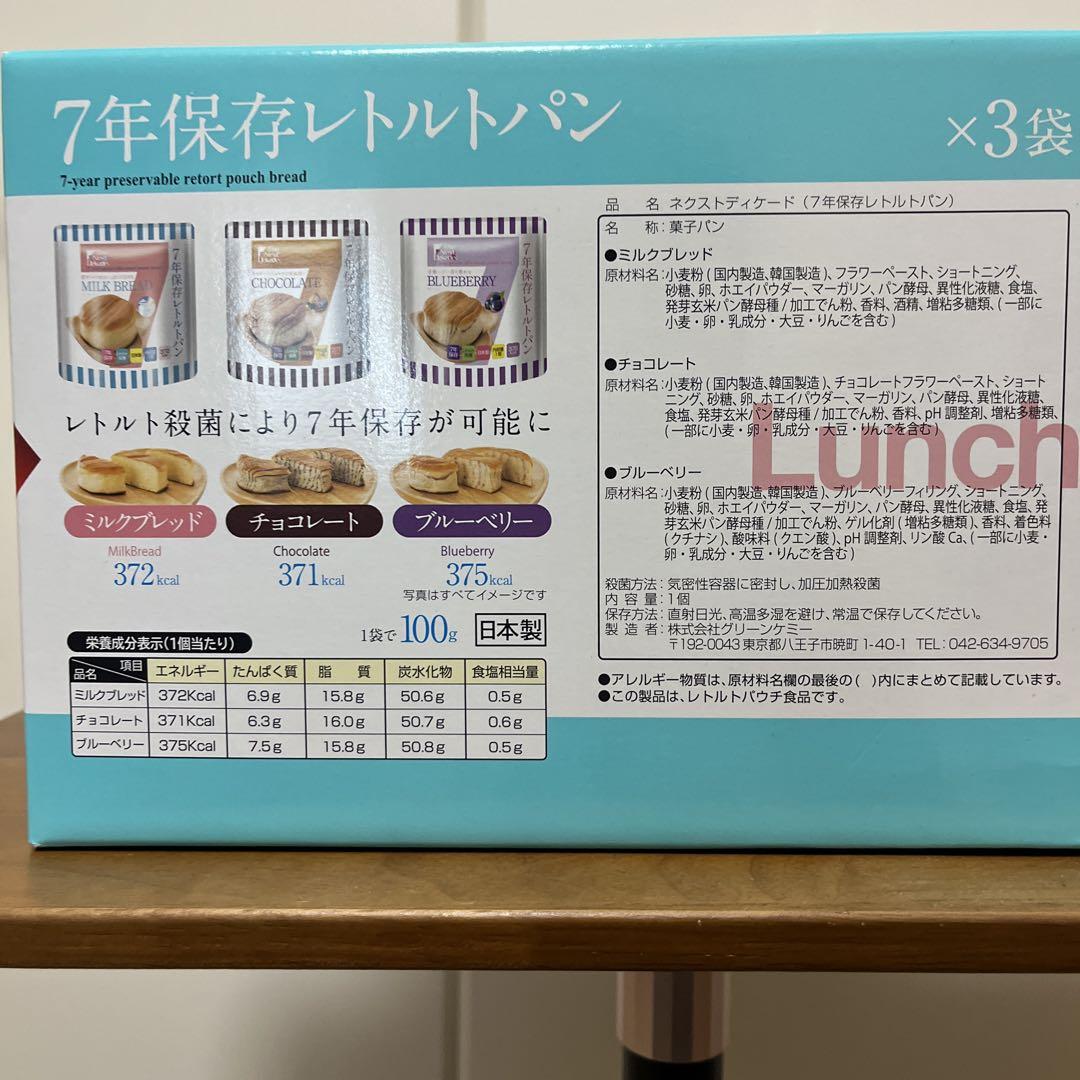 7年保存レトルトパン
×3袋
7-year preservable retort pouch bread
MILK BREAD
7年保存レトルトパン
CHOCOLATE
7年保存レトルトパン
BLUEBERRY
7年保存レトルトパン
レトルト殺菌により7年保存が可能に
ミルクブレッド
チョコレート
ブルーベリー
MilkBread
Chocolate
Blueberry
372kcal
371kcal
375kcal
写真はすべてイメージです
1袋で 100g 日本製
栄養成分表示(1個当たり)
品名 項目 エネルギー たんぱく質 脂質 炭水化物 食塩相当量
ミルクブレッド 372Kcal 6.9g 15.8g 50.6g 0.5g
チョコレート 371Kcal 6.3g 16.0g 50.7g 0.6g
ブルーベリー 375Kcal 7.5g 15.8g 50.8g 0.5g
品 名 ネクストディケード(7年保存レトルトパン)
名 称:菓子パン
●ミルクブレッド
原材料名:小麦粉(国内製造、韓国製造)、フラワーペースト、ショートニング、
砂糖、卵、ホエイパウダー、マーガリン、パン酵母、異性化液糖、食塩、
発芽玄米パン酵母種/加工でん粉、香料、酒精、増粘多糖類、(一部に
小麦・卵・乳成分・大豆・りんごを含む)
●チョコレート
原材料名:小麦粉(国内製造、韓国製造)、チョコレートフラワーペースト、ショート
ニング、砂糖、卵、ホエイパウダー、マーガリン、パン酵母、異性化液糖、
食塩、発芽玄米パン酵母種/加工でん粉、香料、pH調整剤、増粘多糖類、
(一部に小麦・卵・乳成分・大豆・りんごを含む)
Lunch
●ブルーベリー
原材料名:小麦粉(国内製造、韓国製造)、ブルーベリーフィリング、ショートニング、
砂糖、卵、ホエイパウダー、マーガリン、パン酵母、異性化液糖、食塩、発
芽玄米パン酵母種/加工でん粉、ゲル化剤(増粘多糖類)、香料、着色料
(クチナシ)、酸味料(クエン酸)、pH調整剤、リン酸Ca、(一部に小麦・
卵・乳成分・大豆・りんごを含む)
殺菌方法:気密性容器に密封し、加圧加熱殺菌
内容量:1個
保存方法:直射日光、高温多湿を避け、常温で保存してください。
製造者:株式会社グリーンケミー
〒192-0043 東京都八王子市暁町1-40-1 TEL:042-634-9705
●アレルギー物質は、原材料名欄の最後の( )内にまとめて記載しています。
●この製品は、レトルトパウチ食品です。